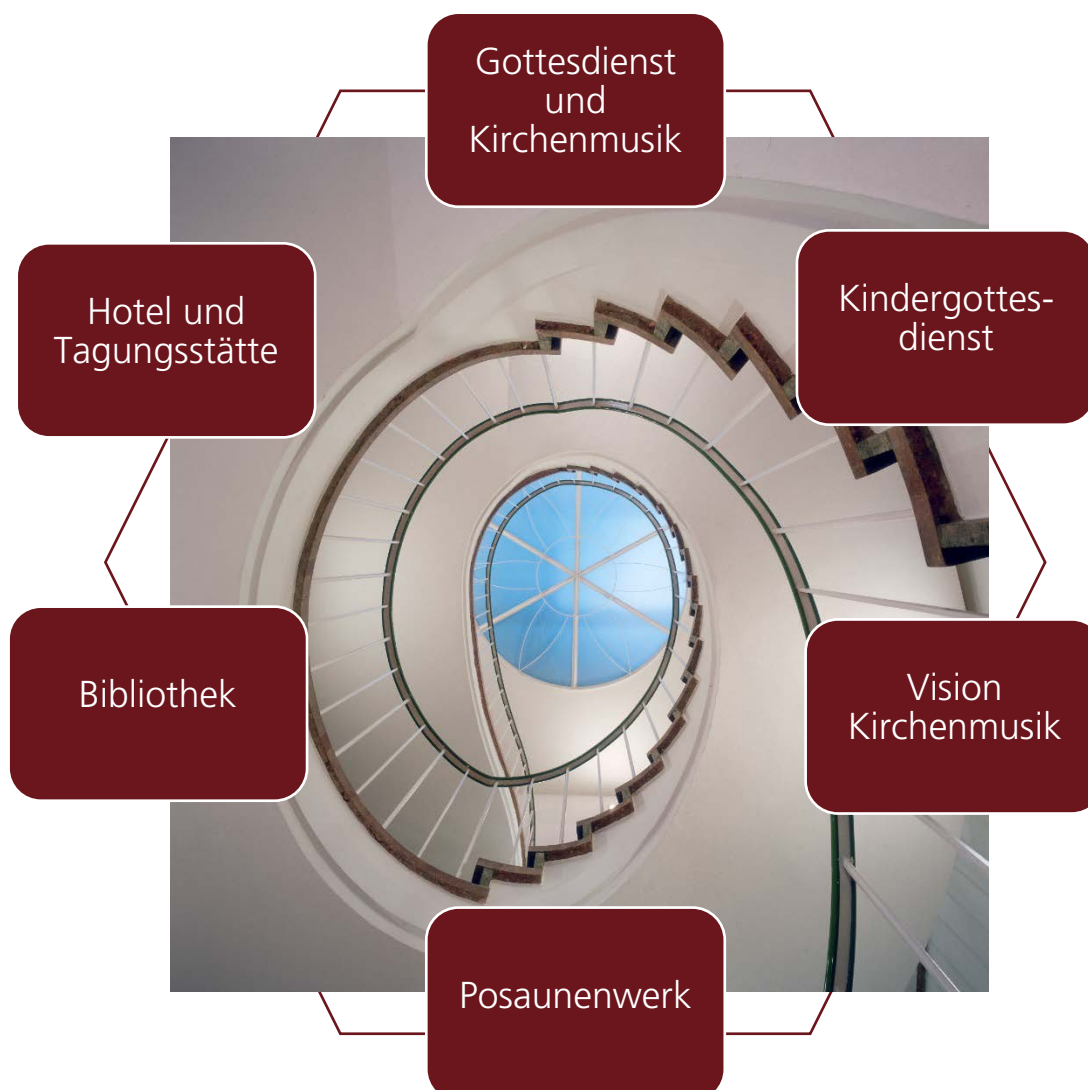 Gottesdienst
und
Kirchenmusik
Hotel und
Tagungsstätte
Kindergottes-
dienst
Bibliothek
Vision
Kirchenmusik
Posaunenwerk